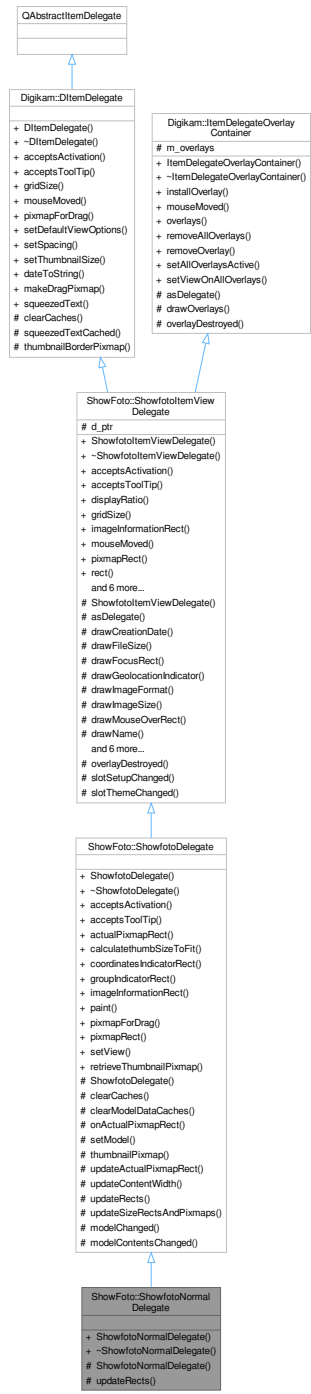 QAbstractItemDelegate
Digikam::DItemDelegate
+ DItemDelegate()
+ ~DItemDelegate()
+ acceptsActivation()
+ acceptsToolTip()
+ gridSize()
+ mouseMoved()
+ pixmapForDrag()
+ setDefaultViewOptions()
+ setSpacing()
+ setThumbnailSize()
+ dateToString()
+ makeDragPixmap()
+ squeezedText()
# clearCaches()
# squeezedTextCached()
# thumbnailBorderPixmap()
Digikam::ItemDelegateOverlay
Container
# m_overlays
+ ItemDelegateOverlayContainer()
+ ~ItemDelegateOverlayContainer()
+ installOverlay()
+ mouseMoved()
+ overlays()
+ removeAllOverlays()
+ removeOverlay()
+ setAllOverlaysActive()
+ setViewOnAllOverlays()
# asDelegate()
# drawOverlays()
# overlayDestroyed()
ShowFoto::ShowfotoItemView
Delegate
# d_ptr
+ ShowfotoItemViewDelegate()
+ ~ShowfotoItemViewDelegate()
+ acceptsActivation()
+ acceptsToolTip()
+ displayRatio()
+ gridSize()
+ imageInformationRect()
+ mouseMoved()
+ pixmapRect()
+ rect()
and 6 more...
# ShowfotoItemViewDelegate()
# asDelegate()
# drawCreationDate()
# drawFileSize()
# drawFocusRect()
# drawGeolocationIndicator()
# drawImageFormat()
# drawImageSize()
# drawMouseOverRect()
# drawName()
and 6 more...
# overlayDestroyed()
# slotSetupChanged()
# slotThemeChanged()
ShowFoto::ShowfotoDelegate
+ ShowfotoDelegate()
+ ~ShowfotoDelegate()
+ acceptsActivation()
+ acceptsToolTip()
+ actualPixmapRect()
+ calculatethumbSizeToFit()
+ coordinatesIndicatorRect()
+ groupIndicatorRect()
+ imageInformationRect()
+ paint()
+ pixmapForDrag()
+ pixmapRect()
+ setView()
+ retrieveThumbnailPixmap()
# ShowfotoDelegate()
# clearCaches()
# clearModelDataCaches()
# onActualPixmapRect()
# setModel()
# thumbnailPixmap()
# updateActualPixmapRect()
# updateContentWidth()
# updateRects()
# updateSizeRectsAndPixmaps()
# modelChanged()
# modelContentsChanged()
ShowFoto::ShowfotoNormal
Delegate
+ ShowfotoNormalDelegate()
+ ~ShowfotoNormalDelegate()
# ShowfotoNormalDelegate()
# updateRects()